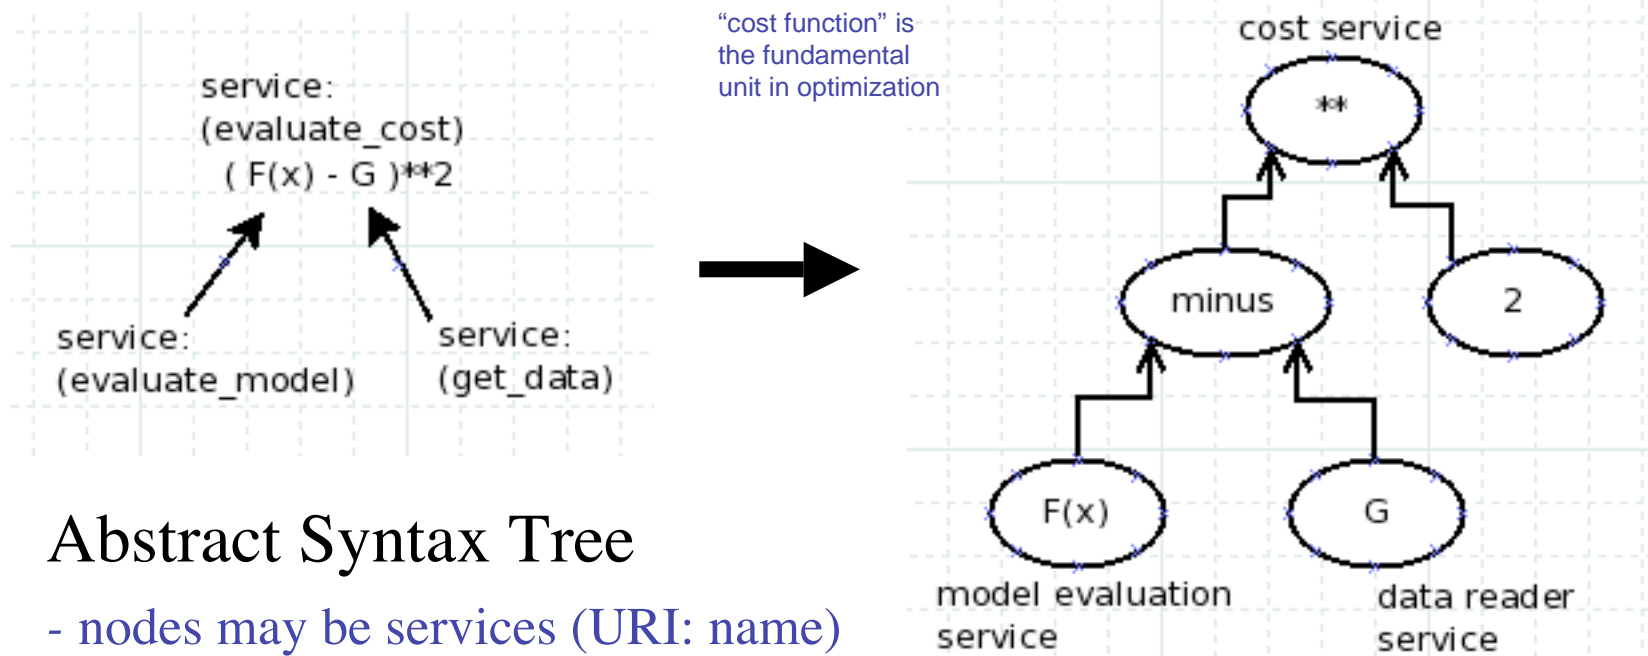 service:
(evaluate_cost)
( F(x) - G )**2
service:
(evaluate_model)
service:
(get_data)
“cost function” is
the fundamental
unit in optimization
cost service
**
minus
2
F(x)
G
model evaluation
service
data reader
service
Abstract Syntax Tree
- nodes may be services (URI: name)